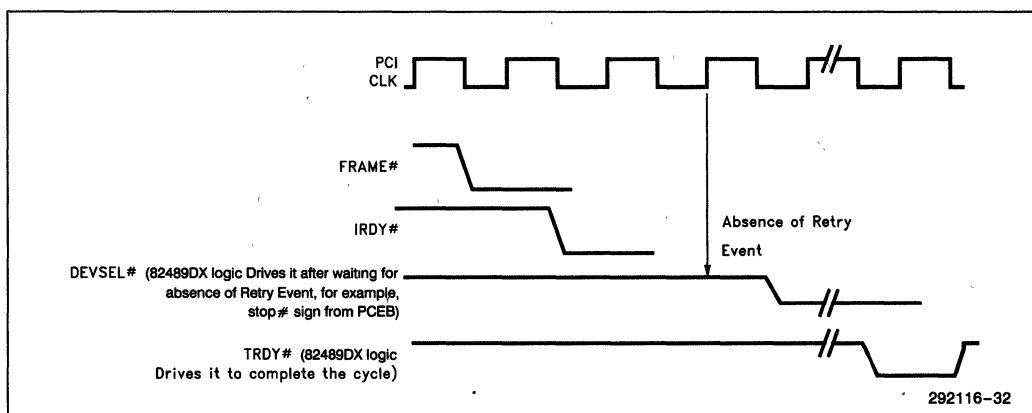 PCI
CLK
FRAME#
IRDY#
Absence of Retry
Event
DEVSEL# (82489DX logic Drives it after waiting for
absence of Retry Event, for example,
stop# sign from PCEB)
TRDY# (82489DX logic
Drives it to complete the cycle)
292116-32